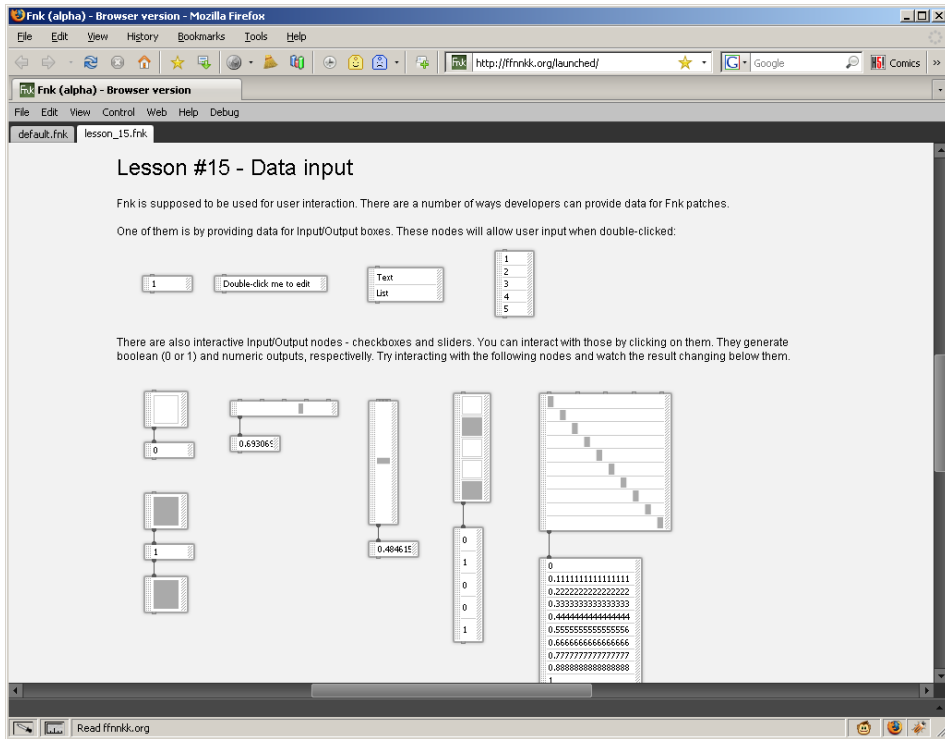 Fnk (alpha) - Browser version - Mozilla Firefox
File Edit View History Bookmarks Tools Help
Fnk http://ffnnkk.org/launched/ G Google Comics »
Fnk Fnk (alpha) - Browser version
File Edit View Control Web Help Debug
default.fnk lesson_15.fnk
Lesson #15 - Data input
Fnk is supposed to be used for user interaction. There are a number of ways developers can provide data for Fnk patches.
One of them is by providing data for Input/Output boxes. These nodes will allow user input when double-clicked:
1
Double-click me to edit
Text
List
1
2
3
4
5
There are also interactive Input/Output nodes - checkboxes and sliders. You can interact with those by clicking on them. They generate
boolean (0 or 1) and numeric outputs, respectivelly. Try interacting with the following nodes and watch the result changing below them.
0
0.693069
1
0.484615
0
1
0
0
1
0
0.1111111111111111
0.2222222222222222
0.3333333333333333
0.4444444444444444
0.5555555555555556
0.6666666666666666
0.7777777777777777
0.8888888888888888
1
Read ffnnkk.org